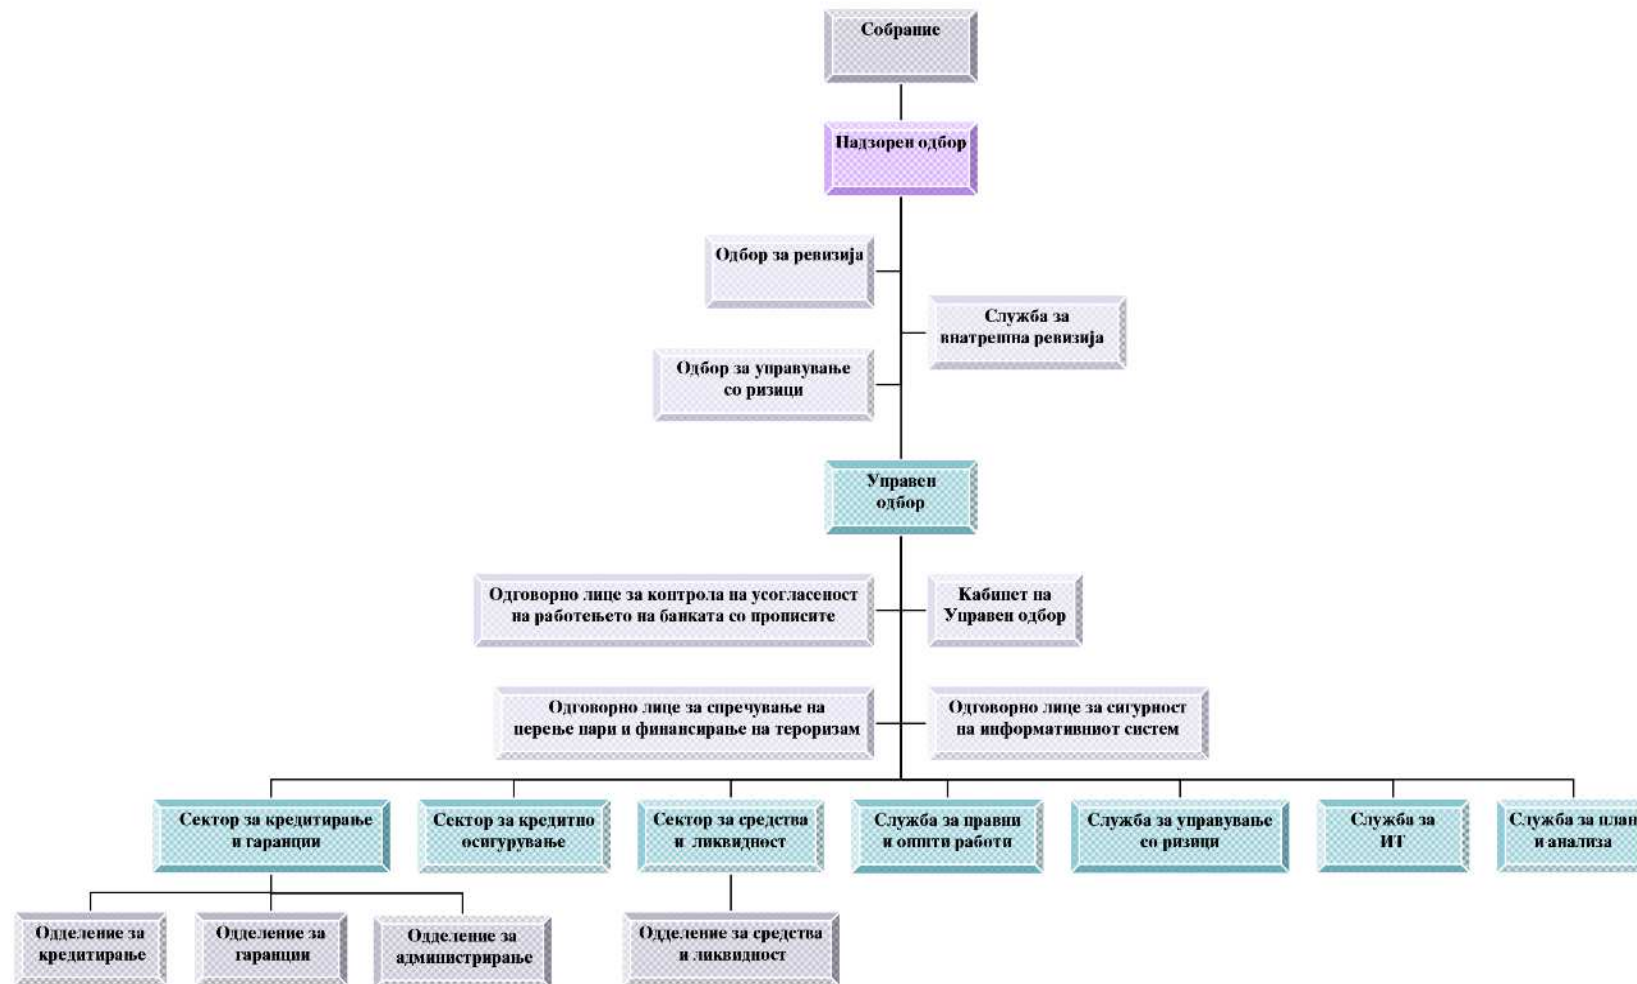 Собрание
Надзорен одбор
Одбор за ревизија
Служба за
внатрешна ревизија
Одбор за управување
со ризици
Управен
одбор
Одговорно лице за контрола на усогласеност
на работењето на банката со прописите
Кабинет на
Управен одбор
Одговорно лице за спречување на
перење пари и финансирање на тероризам
Одговорно лице за сигурност
на информативниот систем
Сектор за кредитирање
и гаранции
Сектор за кредитно
осигурување
Сектор за средства
и ликвидност
Служба за правни
и општи работи
Служба за управување
со ризици
Служба за
ИТ
Служба за план
и анализа
Одделение за
кредитирање
Одделение за
гаранции
Одделение за
администрирање
Одделение за средства
и ликвидност